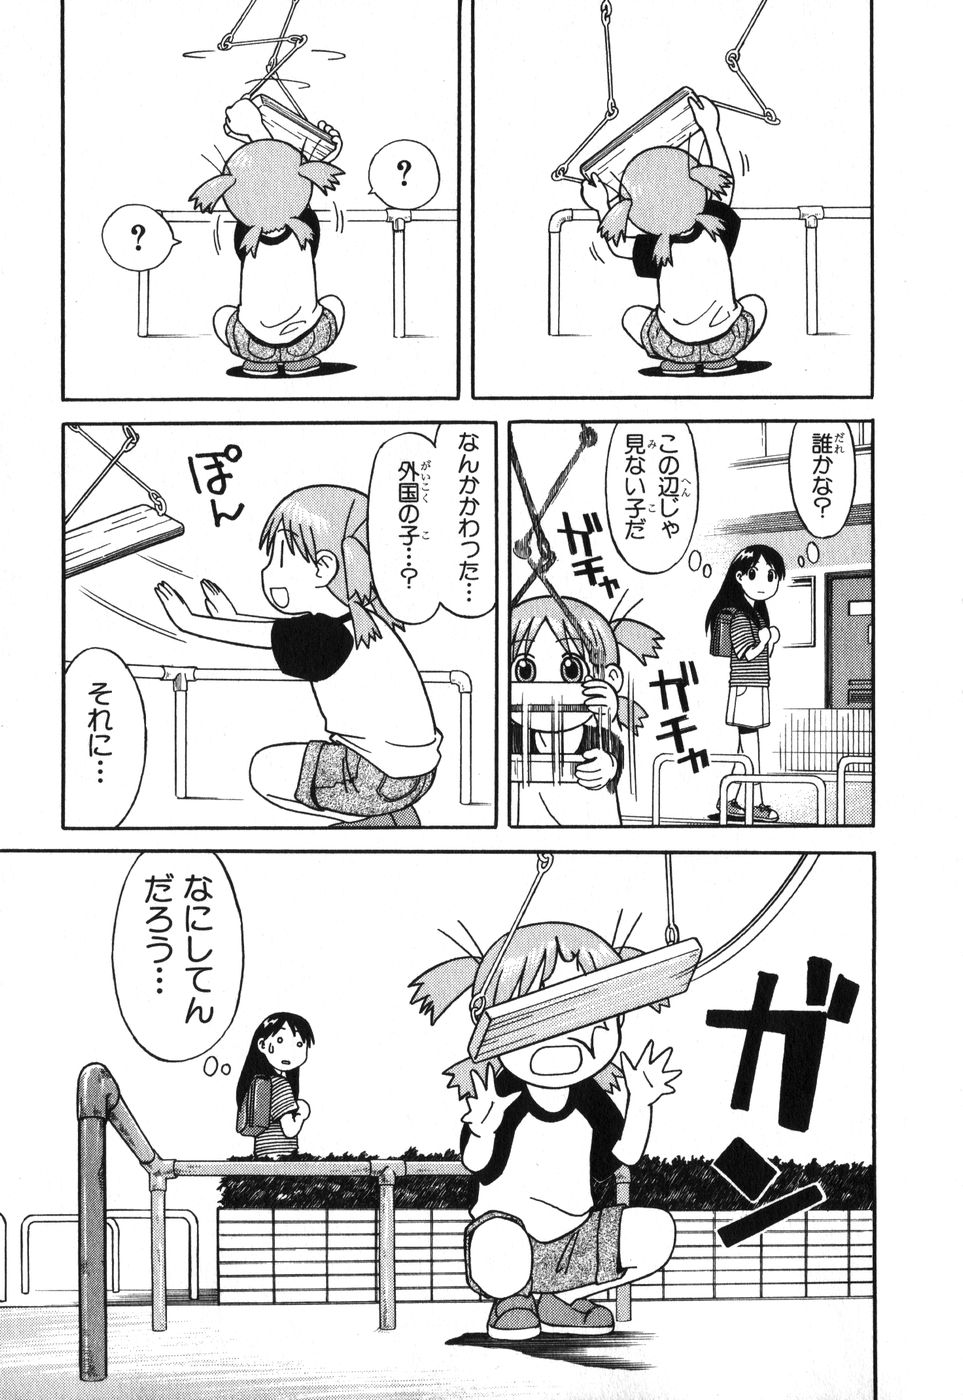 ?
?
誰かな?
この辺じゃ
見ない子だ
ガチャ
ガチャ
なんかかわった…
外国の子…?
ぽん
それに…
ガン
なにしてん
だろう…